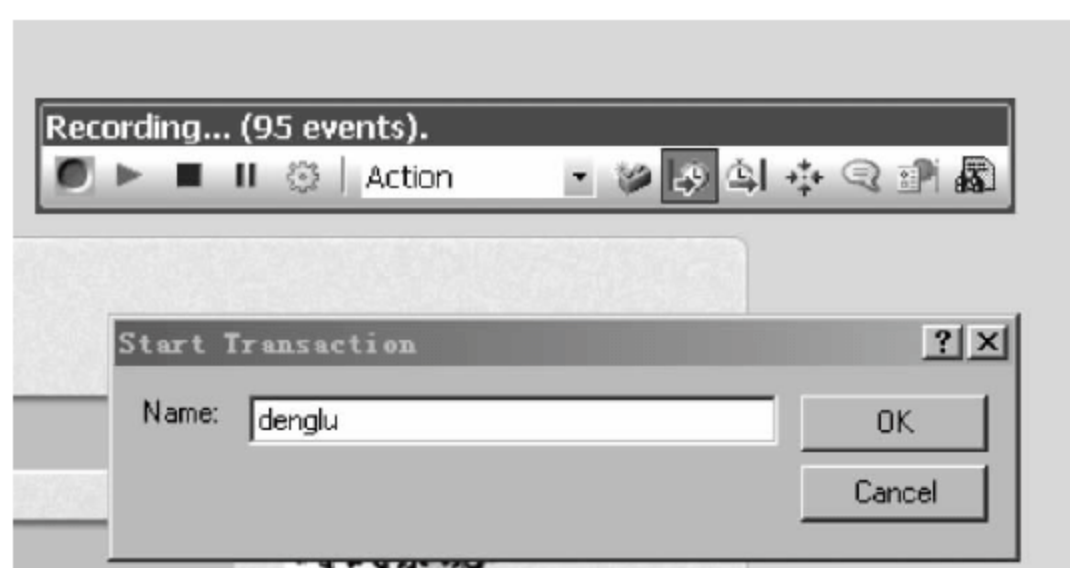 Recording... (95 events).
Action
Start Transaction
Name:
denglu
OK
Cancel